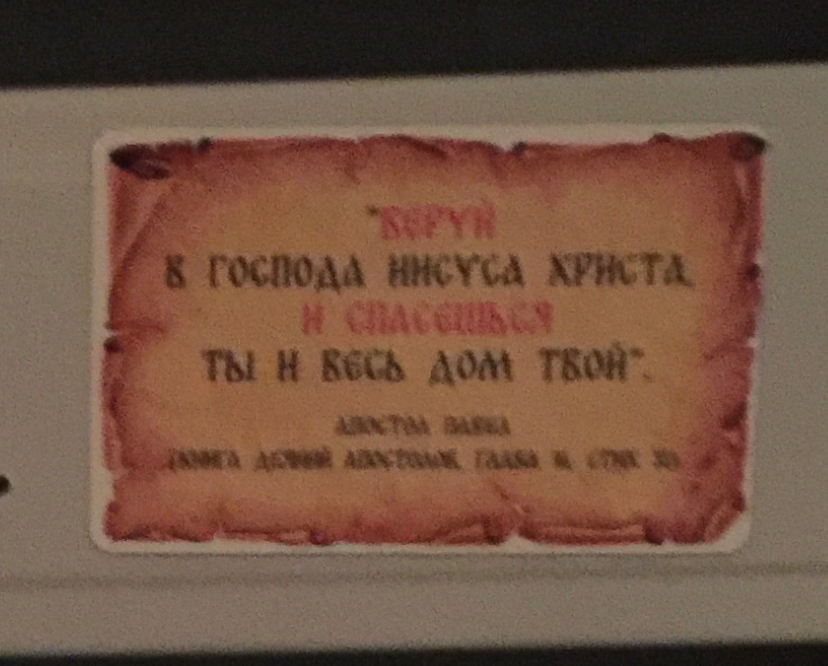 "ВЕРУЙ
В ГОСПОДА ИИСУСА ХРИСТА,
И СПАСЕШЬСЯ
ТЫ И ВЕСЬ ДОМ ТВОЙ".
АПОСТОЛ ПАВЕЛ
КНИГА ДЕЯНИЙ АПОСТОЛОВ, ГЛАВА СТИХ